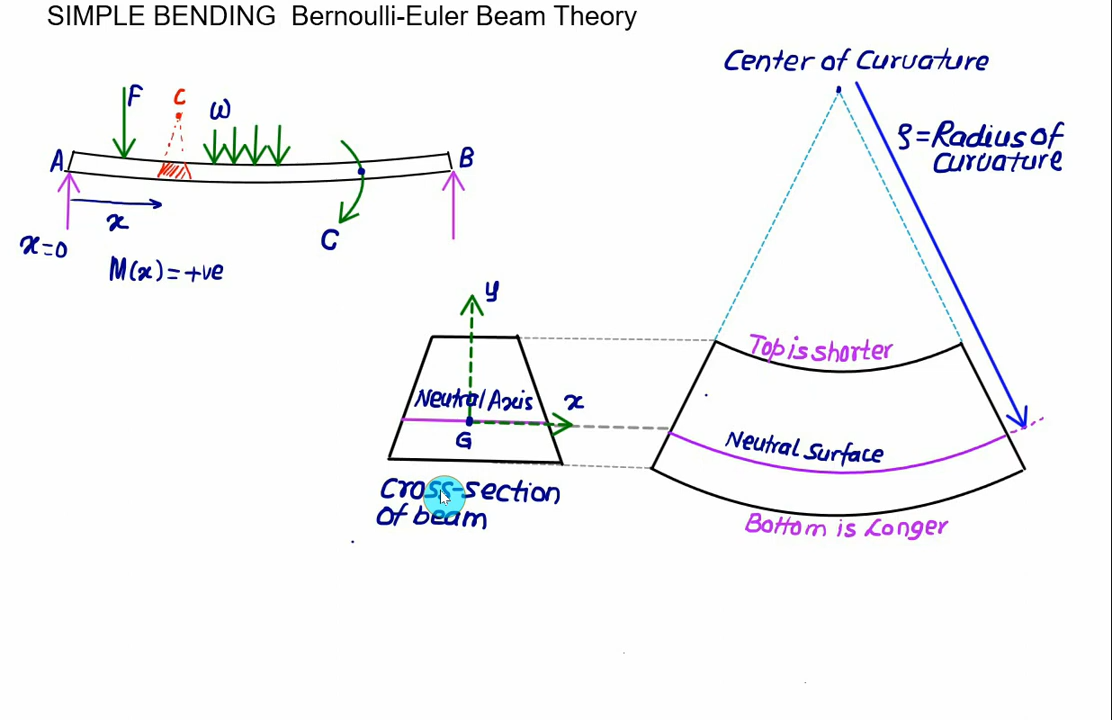 SIMPLE BENDING Bernoulli-Euler Beam Theory
Center of Curvature
F
C
ω
A
B
ρ=Radius of
Curvature
x
C
x=0
M(x)=+ve
y
Top is shorter
Neutral Axis
x
G
Neutral Surface
Cross-section
of beam
Bottom is Longer